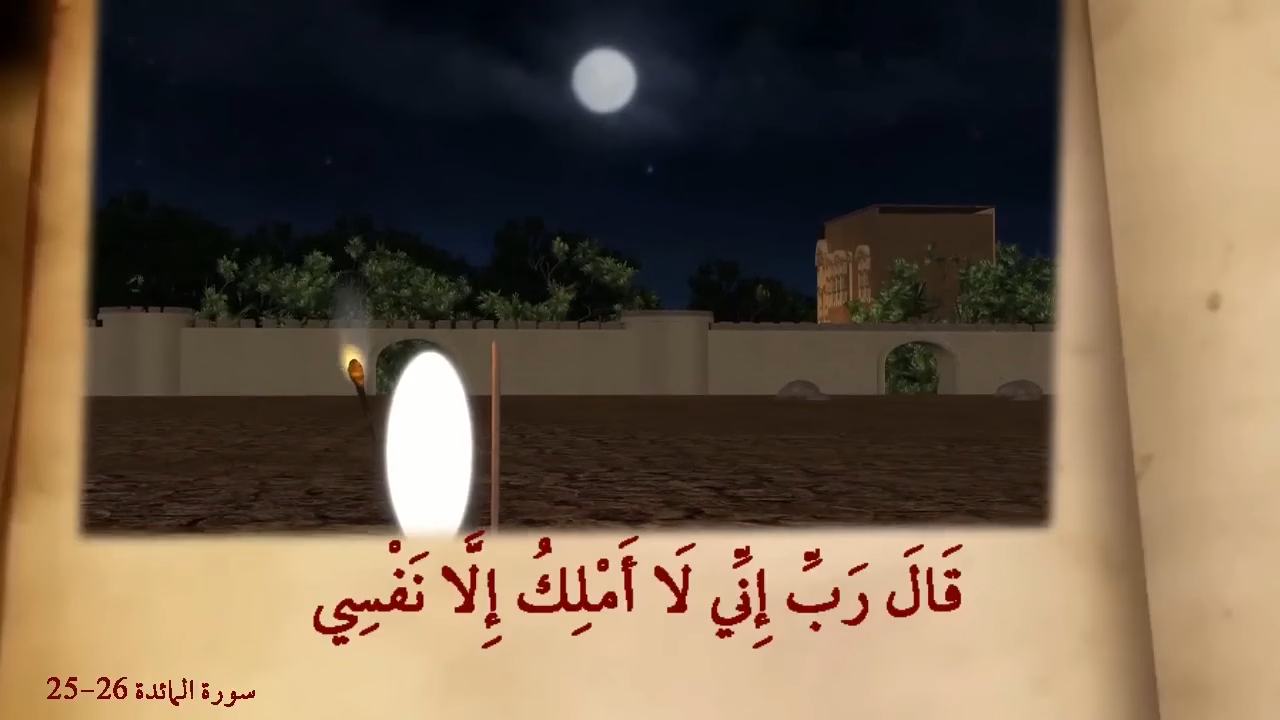 قَالَ رَبِّ إِنِّي لَا أَمْلِكُ إِلَّا نَفْسِي
سورة المائدة 26-25